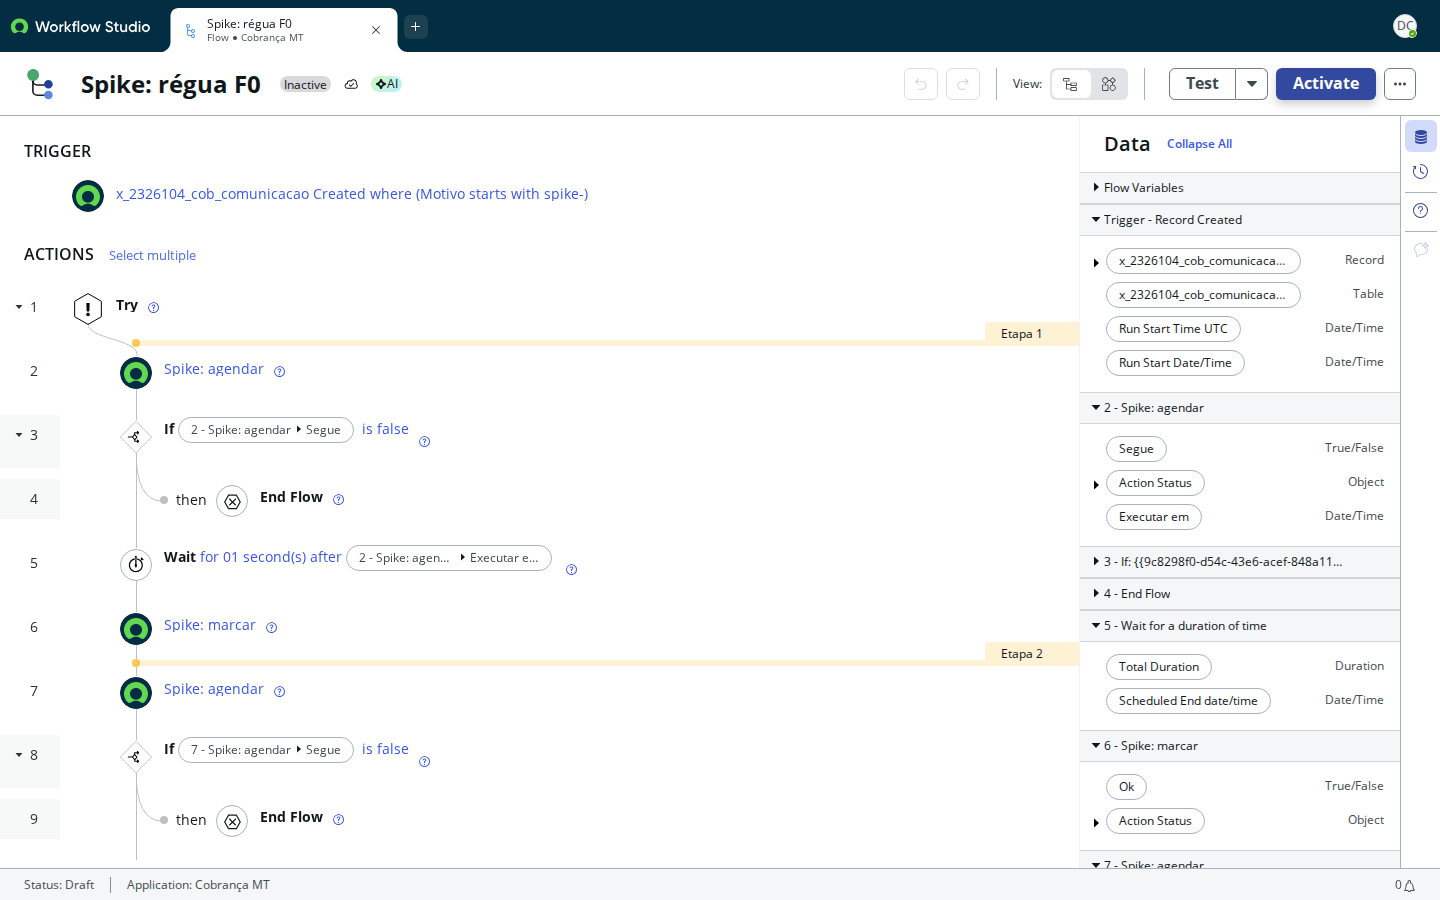 Workflow Studio
Spike: régua F0
Flow • Cobrança MT
DC
Spike: régua F0
Inactive
AI
View:
Test
Activate
TRIGGER
x_2326104_cob_comunicacao Created where (Motivo starts with spike-)
ACTIONS
Select multiple
1
Try
Etapa 1
2
Spike: agendar
3
If 2 - Spike: agendar Segue is false
4
then End Flow
5
Wait for 01 second(s) after 2 - Spike: agen... Executar e...
6
Spike: marcar
Etapa 2
7
Spike: agendar
8
If 7 - Spike: agendar Segue is false
9
then End Flow
Data
Collapse All
Flow Variables
Trigger - Record Created
x_2326104_cob_comunicaca... Record
x_2326104_cob_comunicaca... Table
Run Start Time UTC Date/Time
Run Start Date/Time Date/Time
2 - Spike: agendar
Segue True/False
Action Status Object
Executar em Date/Time
3 - If: {{9c8298f0-d54c-43e6-acef-848a11...
4 - End Flow
5 - Wait for a duration of time
Total Duration Duration
Scheduled End date/time Date/Time
6 - Spike: marcar
Ok True/False
Action Status Object
7 - Spike: agendar
Status: Draft
Application: Cobrança MT
0